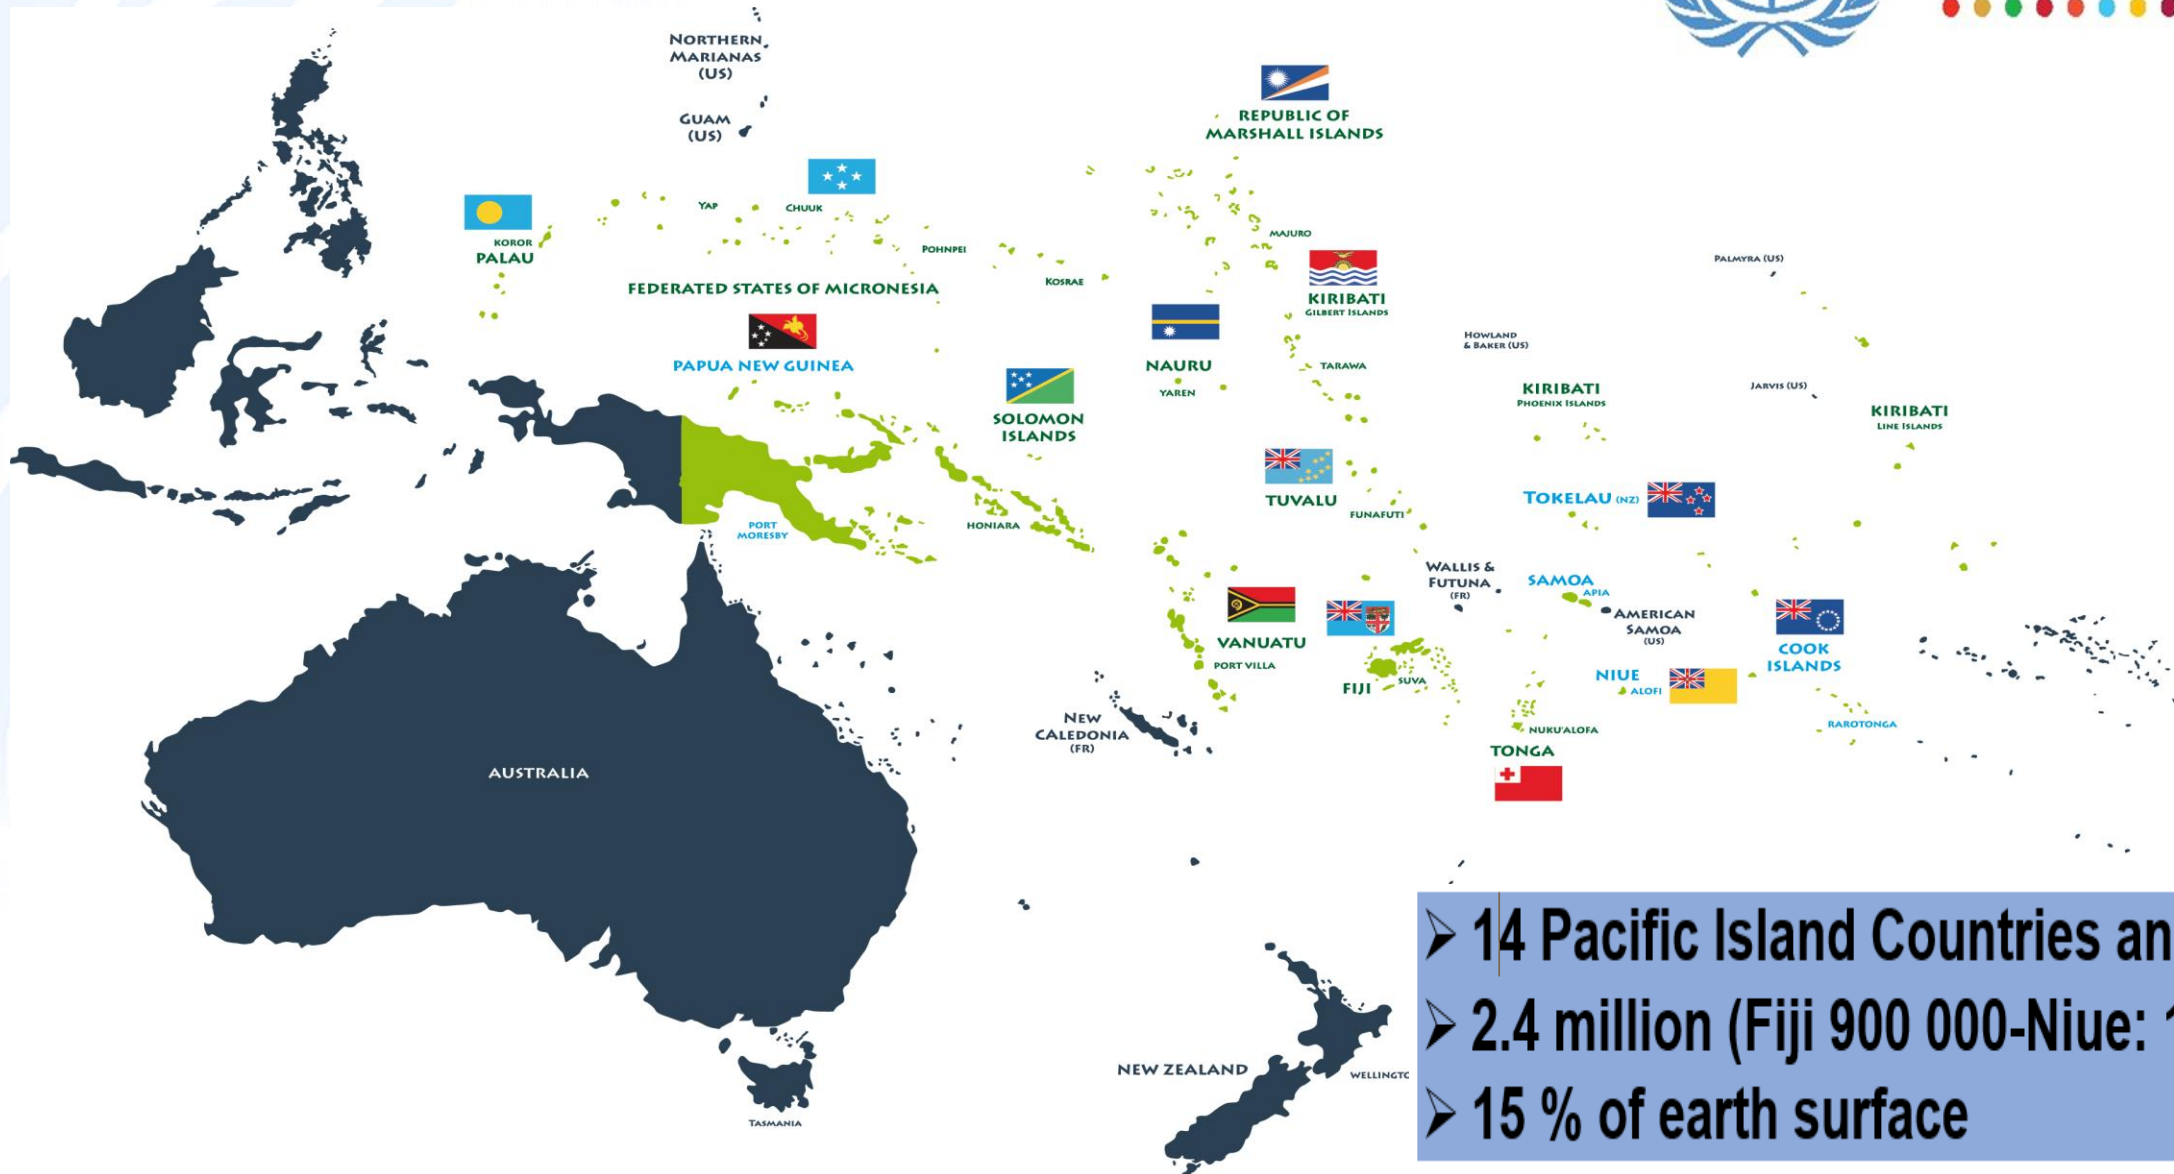 NORTHERN
MARIANAS
(US)
GUAM
(US)
REPUBLIC OF
MARSHALL ISLANDS
YAP
CHUUK
KOROR
PALAU
POHNPEI
MAJURO
KOSRAE
FEDERATED STATES OF MICRONESIA
KIRIBATI
GILBERT ISLANDS
PALMYRA (US)
PAPUA NEW GUINEA
NAURU
YAREN
TARAWA
HOWLAND
& BAKER (US)
KIRIBATI
PHOENIX ISLANDS
JARVIS (US)
KIRIBATI
LINE ISLANDS
SOLOMON
ISLANDS
HONIARA
TUVALU
FUNAFUTI
TOKELAU (NZ)
PORT
MORESBY
WALLIS &
FUTUNA
(FR)
SAMOA
APIA
AMERICAN
SAMOA
(US)
VANUATU
PORT VILLA
FIJI
SUVA
COOK
ISLANDS
NIUE
ALOFI
RAROTONGA
NEW
CALEDONIA
(FR)
NUKU'ALOFA
TONGA
AUSTRALIA
TASMANIA
NEW ZEALAND
WELLINGTO
➢ 14 Pacific Island Countries an
➢ 2.4 million (Fiji 900 000-Niue:
➢ 15 % of earth surface